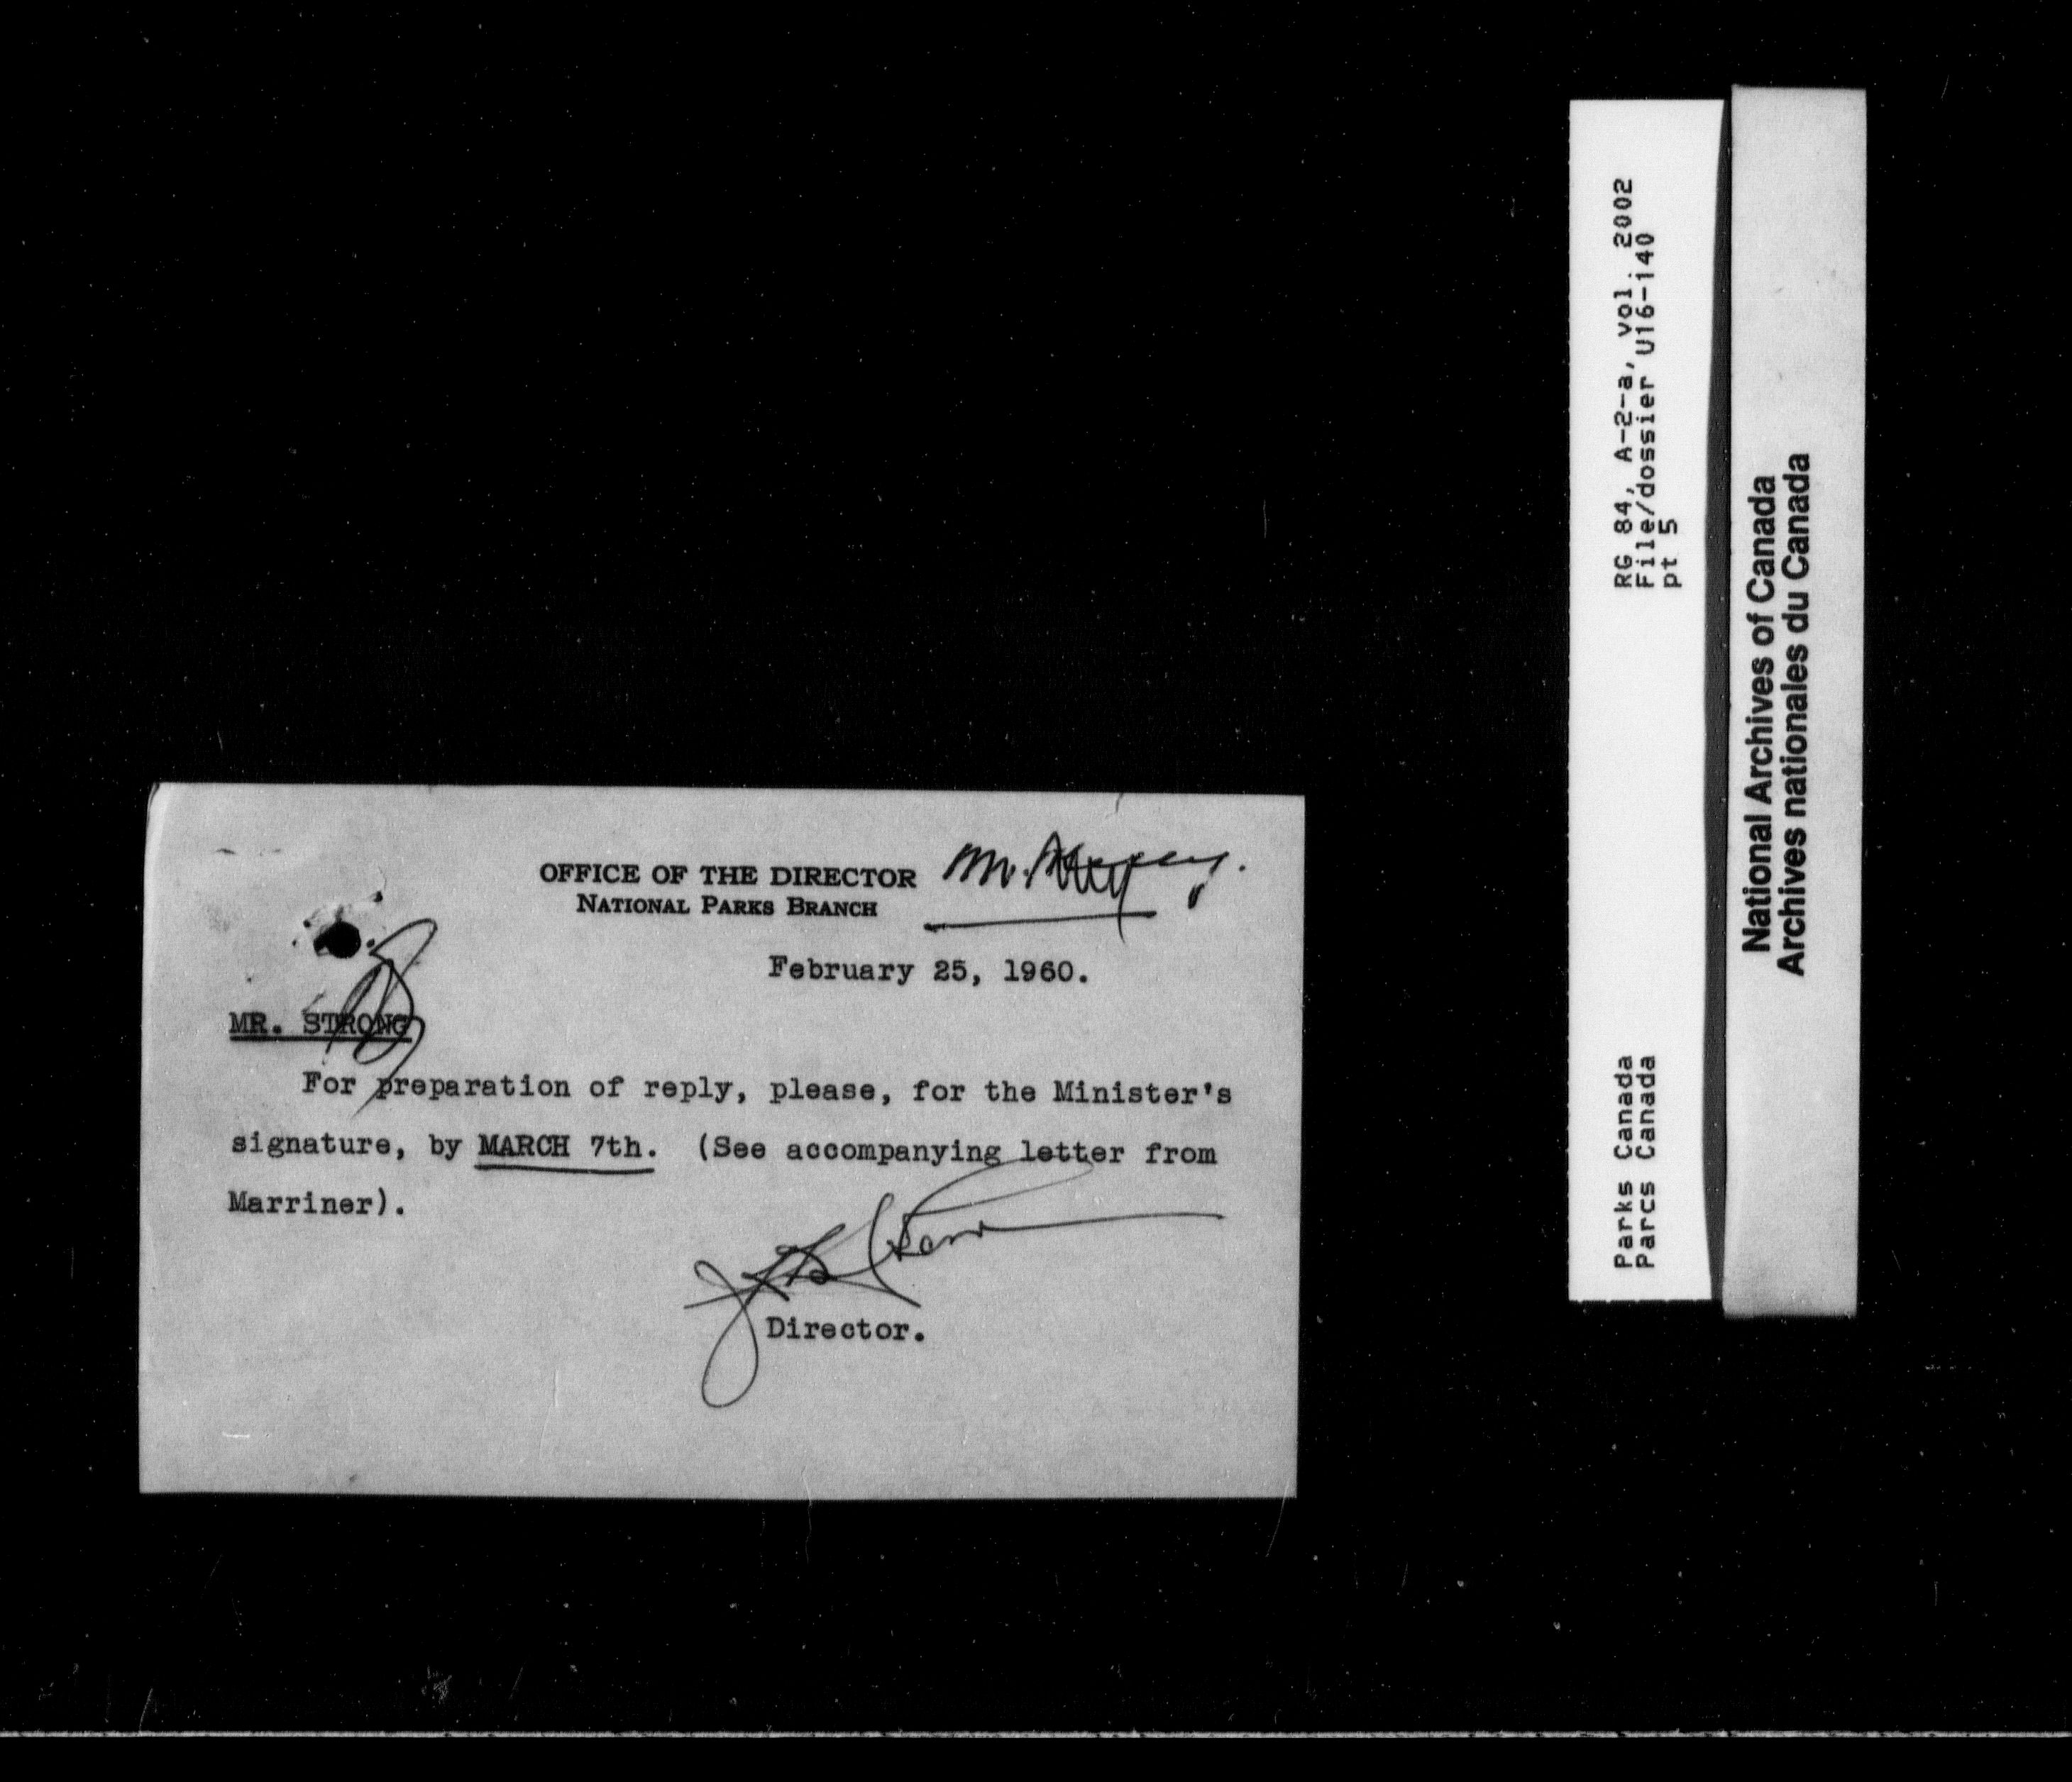 OFFICE OF THE DIRECTOR
NATIONAL PARKS BRANCH
February 25, 1960.
MR. STRONG
For preparation of reply, please, for the Minister's
signature, by MARCH 7th. (See accompanying letter from
Marriner).
Director.
RG 84, A-2-a, vol. 2002
File/dossier U16-140
pt 5
Parks Canada
Parcs Canada
National Archives of Canada
Archives nationales du Canada